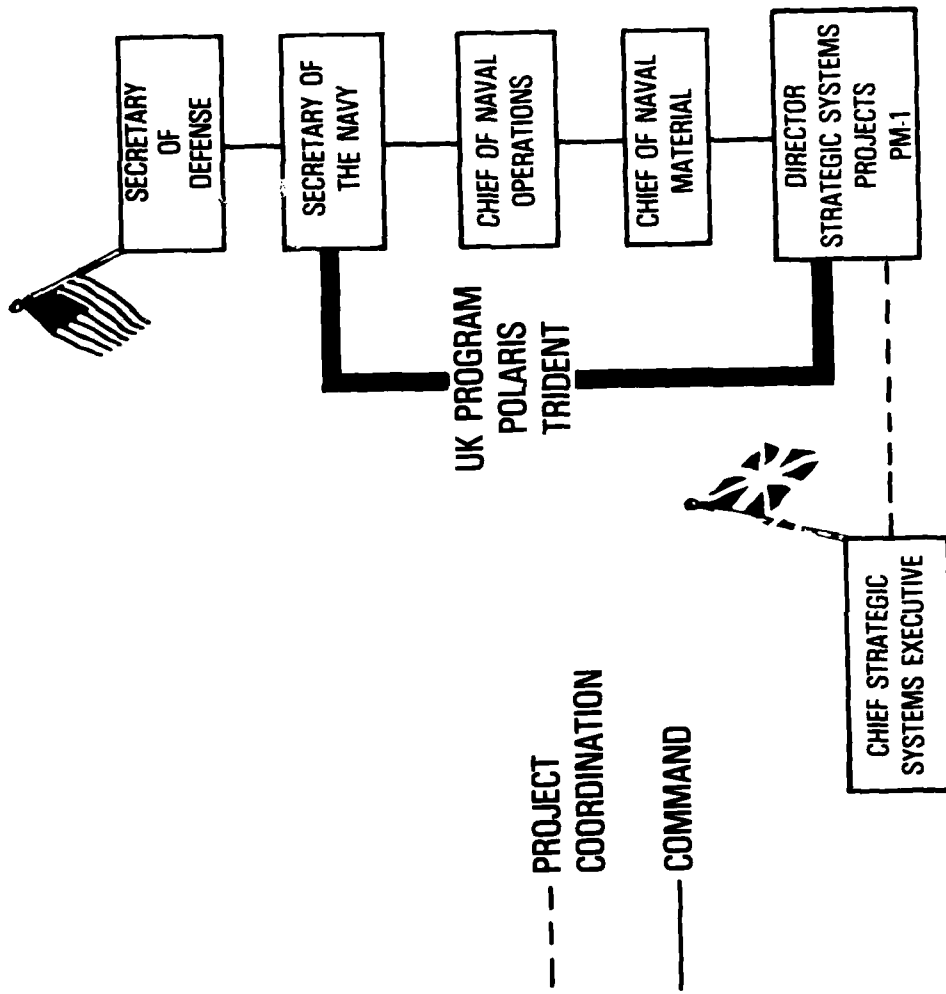 SECRETARY
OF
DEFENSE
SECRETARY OF
THE NAVY
CHIEF OF NAVAL
OPERATIONS
CHIEF OF NAVAL
MATERIAL
DIRECTOR
STRATEGIC SYSTEMS
PROJECTS
PM-1
UK PROGRAM
POLARIS
TRIDENT
CHIEF STRATEGIC
SYSTEMS EXECUTIVE
PROJECT
COORDINATION
COMMAND